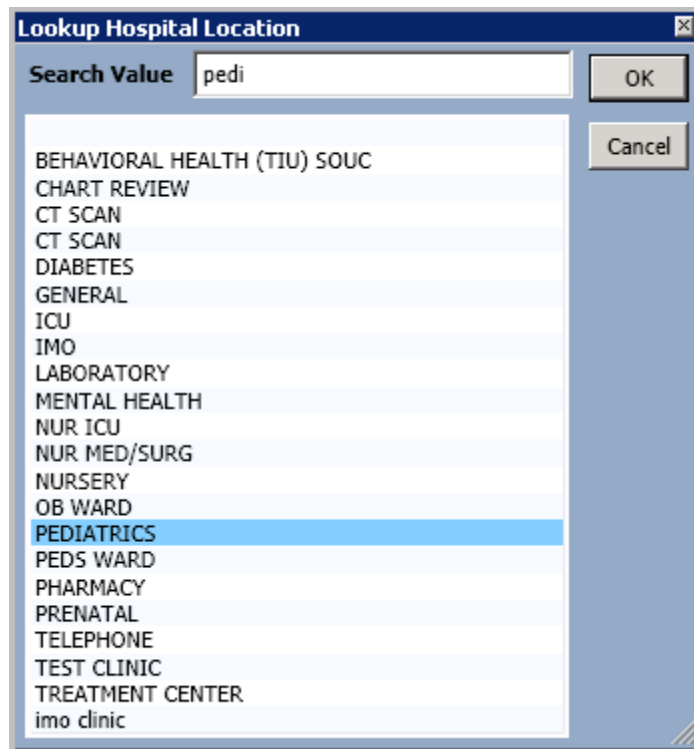 Lookup Hospital Location
Search Value pedi OK
Cancel
BEHAVIORAL HEALTH (TIU) SOUC
CHART REVIEW
CT SCAN
CT SCAN
DIABETES
GENERAL
ICU
IMO
LABORATORY
MENTAL HEALTH
NUR ICU
NUR MED/SURG
NURSERY
OB WARD
PEDIATRICS
PEDS WARD
PHARMACY
PRENATAL
TELEPHONE
TEST CLINIC
TREATMENT CENTER
imo clinic